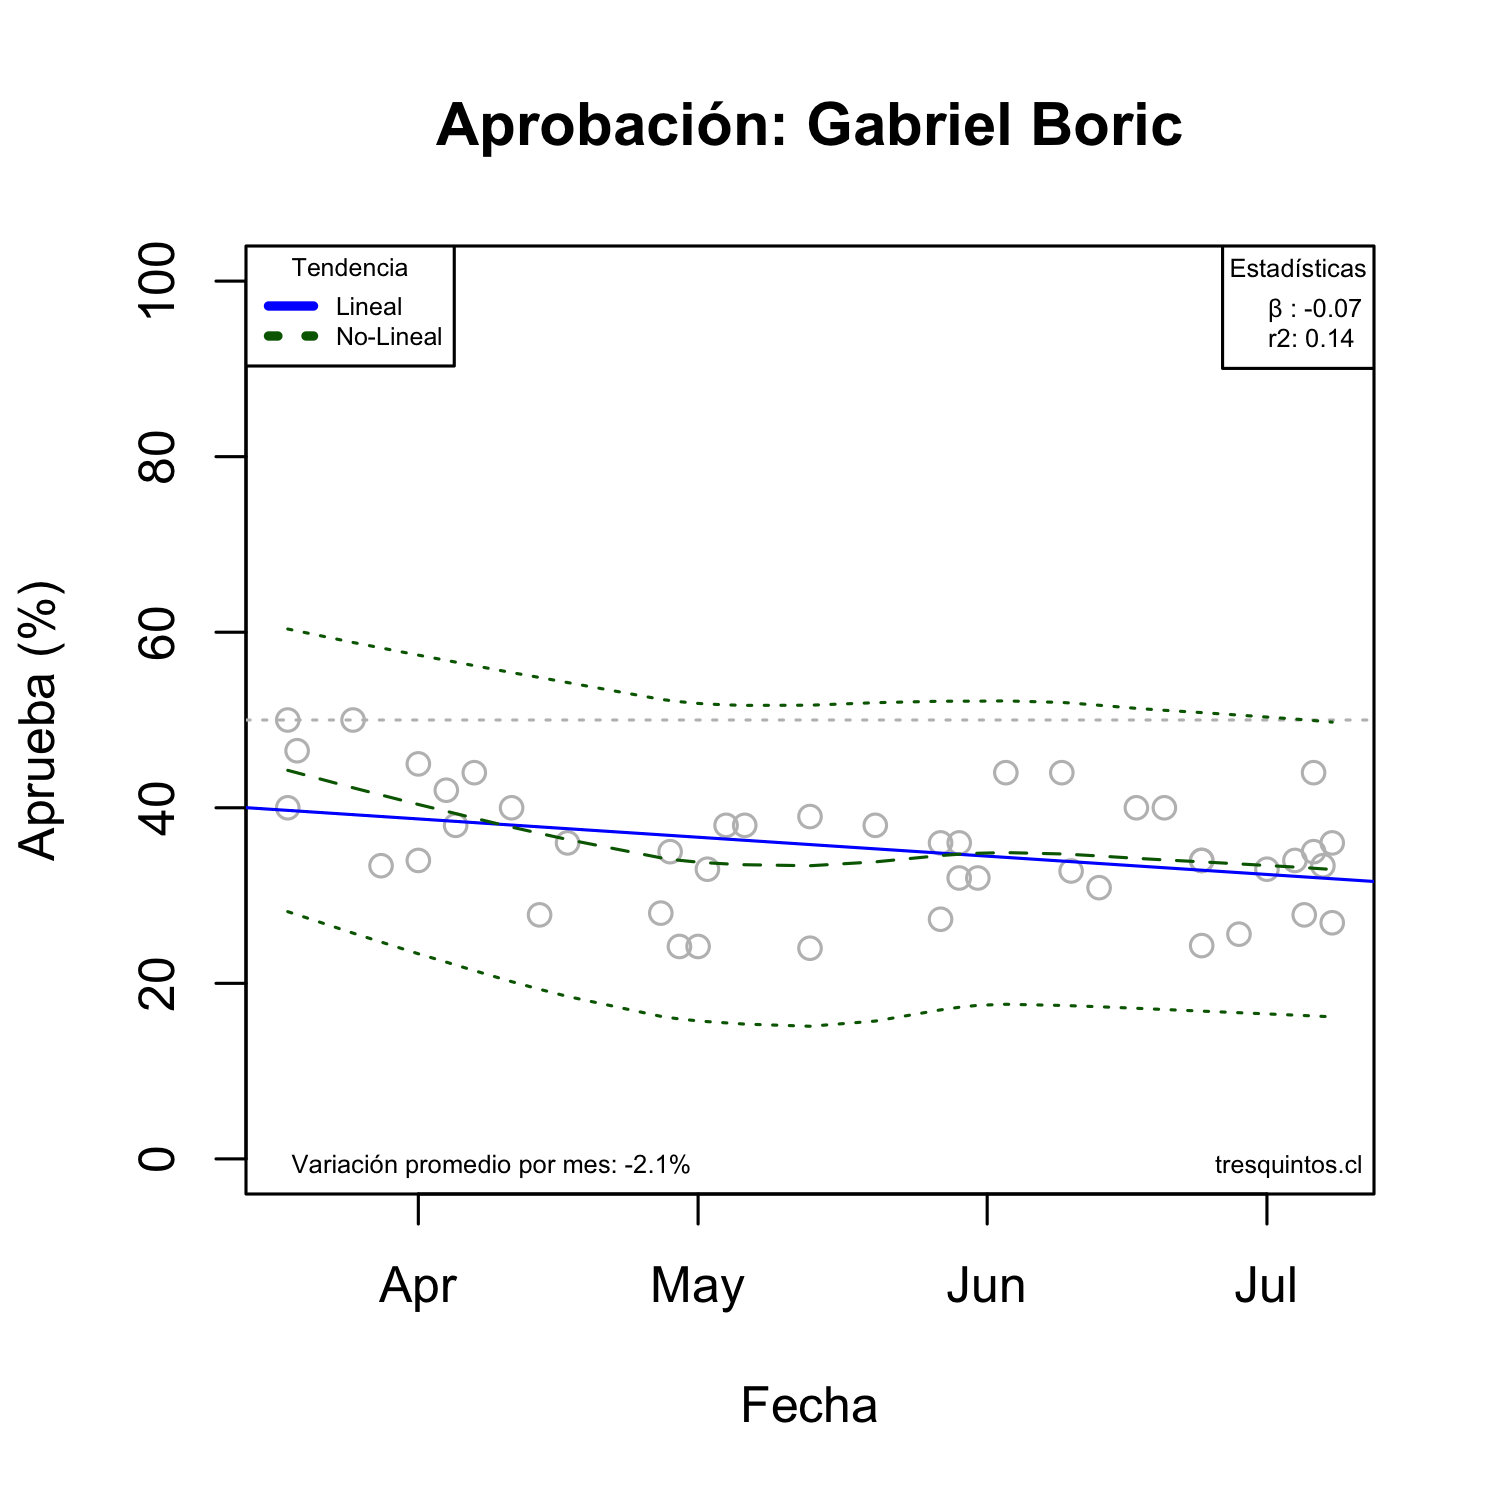 Aprobación: Gabriel Boric
Tendencia
Lineal
No-Lineal
Estadísticas
β : -0.07
r2: 0.14
Aprueba (%)
100
80
60
40
20
0
Variación promedio por mes: -2.1%
tresquintos.cl
Apr May Jun Jul
Fecha